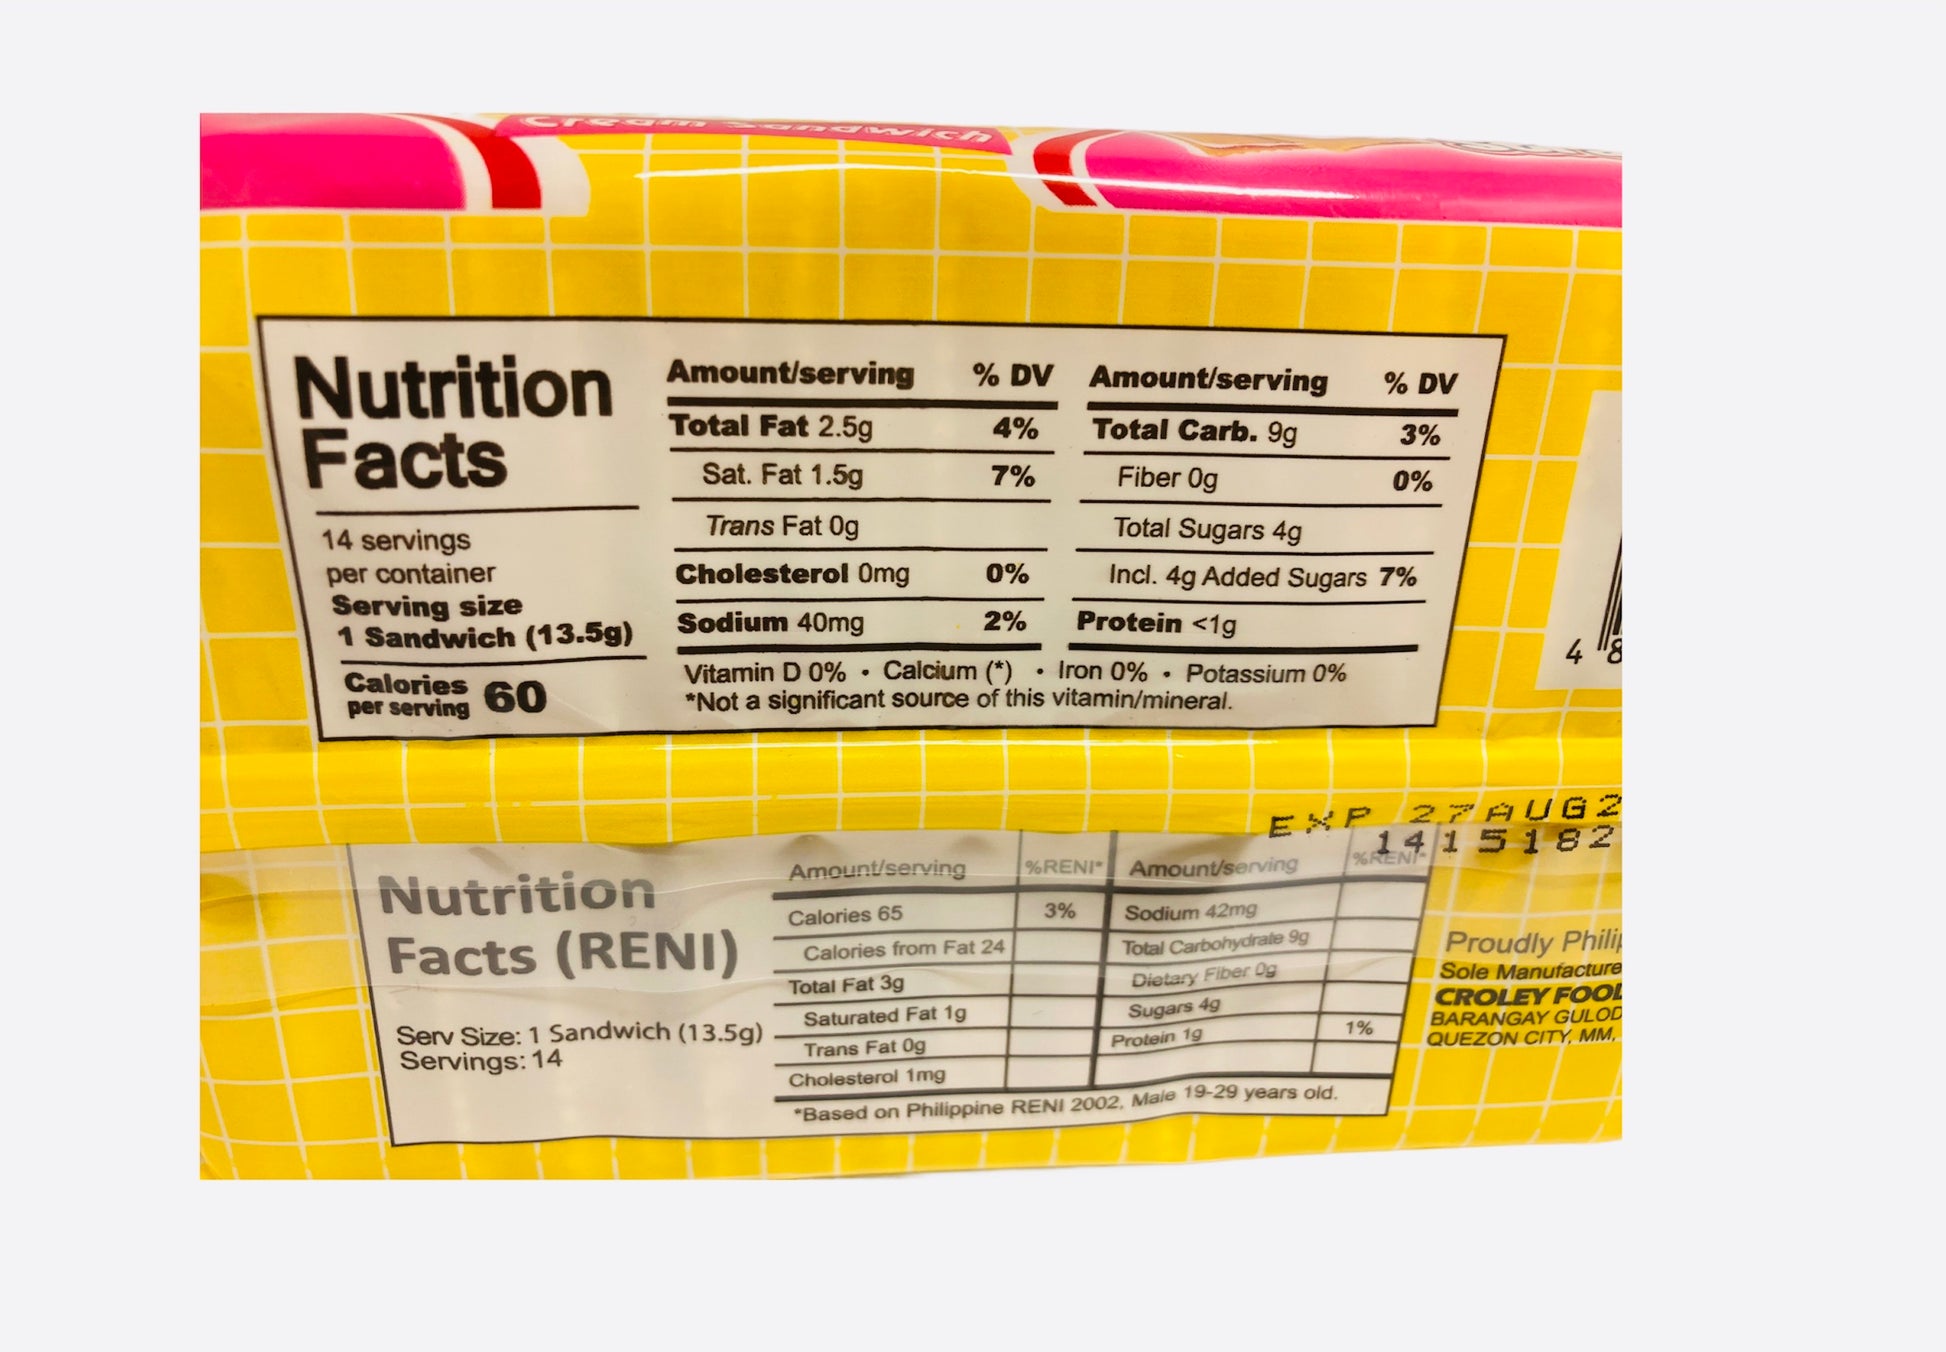 Cream Sandwich
Nutrition
Facts
14 servings
per container
Serving size
1 Sandwich (13.5g)
Calories
per serving 60
Amount/serving % DV
Total Fat 2.5g 4%
Sat. Fat 1.5g 7%
Trans Fat 0g
Cholesterol 0mg 0%
Sodium 40mg 2%
Amount/serving % DV
Total Carb. 9g 3%
Fiber 0g 0%
Total Sugars 4g
Incl. 4g Added Sugars 7%
Protein <1g
Vitamin D 0% • Calcium (*) • Iron 0% • Potassium 0%
*Not a significant source of this vitamin/mineral.
4 8
EXP 27AUG2
1415182
Nutrition
Facts (RENI)
Serv Size: 1 Sandwich (13.5g)
Servings: 14
Amount/serving %RENI*
Calories 65 3%
Calories from Fat 24
Total Fat 3g
Saturated Fat 1g
Trans Fat 0g
Cholesterol 1mg
Amount/serving %RENI*
Sodium 42mg
Total Carbohydrate 9g
Dietary Fiber 0g
Sugars 4g
Protein 1g 1%
*Based on Philippine RENI 2002, Male 19-29 years old.
Proudly Philip
Sole Manufacture
CROLEY FOOD
BARANGAY GULOD
QUEZON CITY, MM,